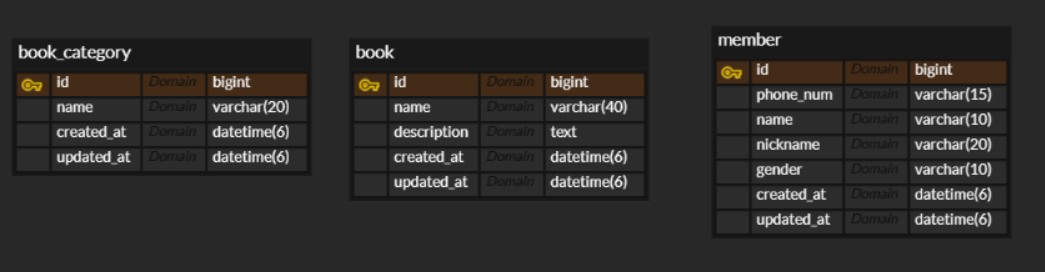 book_category
id Domain bigint
name Domain varchar(20)
created_at Domain datetime(6)
updated_at Domain datetime(6)
book
id Domain bigint
name Domain varchar(40)
description Domain text
created_at Domain datetime(6)
updated_at Domain datetime(6)
member
id Domain bigint
phone_num Domain varchar(15)
name Domain varchar(10)
nickname Domain varchar(20)
gender Domain varchar(10)
created_at Domain datetime(6)
updated_at Domain datetime(6)